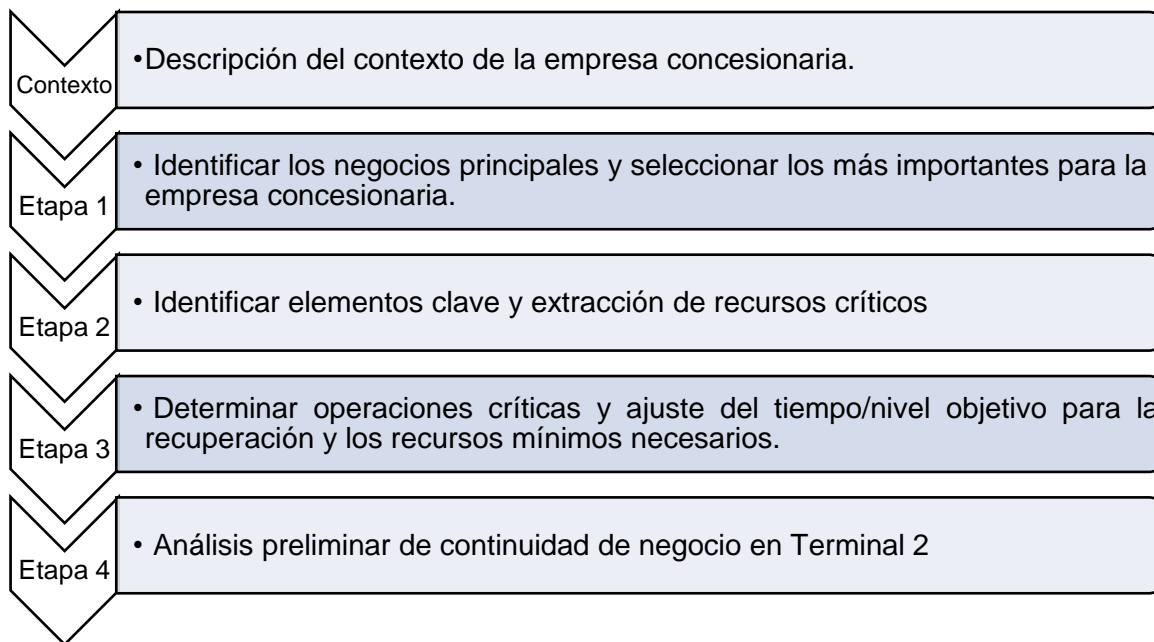 Contexto
•Descripción del contexto de la empresa concesionaria.
Etapa 1
• Identificar los negocios principales y seleccionar los más importantes para la
empresa concesionaria.
Etapa 2
• Identificar elementos clave y extracción de recursos críticos
Etapa 3
• Determinar operaciones críticas y ajuste del tiempo/nivel objetivo para la
recuperación y los recursos mínimos necesarios.
Etapa 4
• Análisis preliminar de continuidad de negocio en Terminal 2